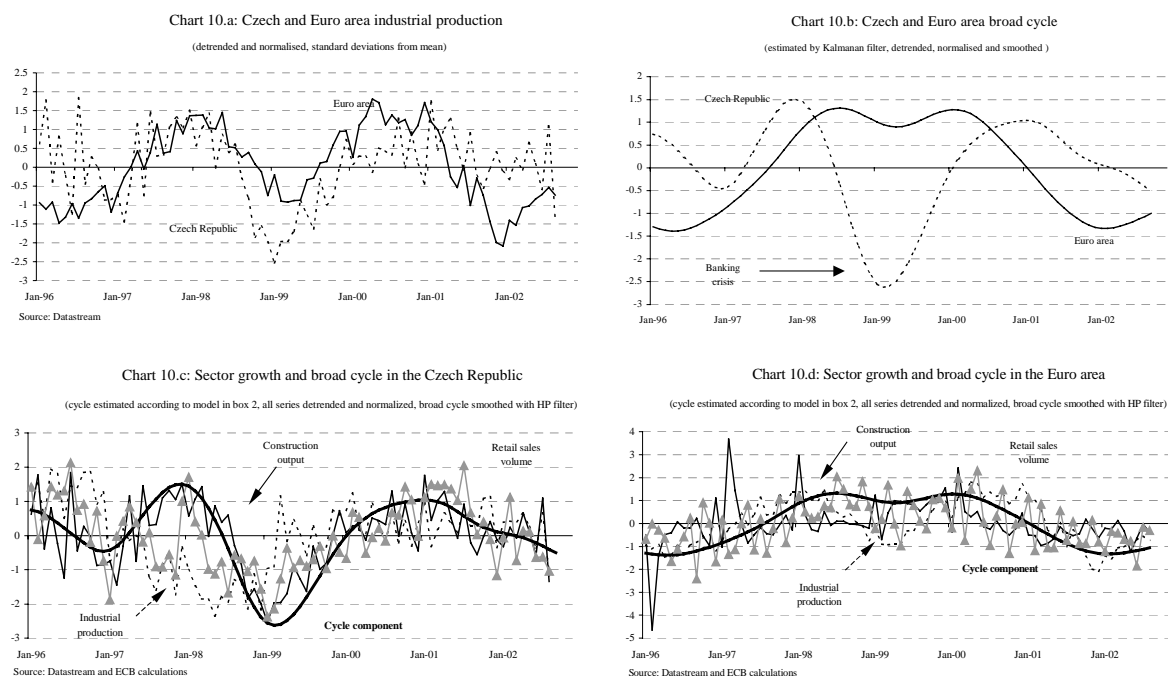 Chart 10.a: Czech and Euro area industrial production
(detrended and normalised, standard deviations from mean)
2.5
2
1.5
1
0.5
0
-0.5
-1
-1.5
-2
-2.5
-3
Euro area
Czech Republic
Jan-96 Jan-97 Jan-98 Jan-99 Jan-00 Jan-01 Jan-02
Source: Datastream
Chart 10.b: Czech and Euro area broad cycle
(estimated by Kalmanan filter, detrended, normalised and smoothed )
2
1.5
1
0.5
0
-0.5
-1
-1.5
-2
-2.5
-3
Czech Republic
Euro area
Banking
crisis
Jan-96 Jan-97 Jan-98 Jan-99 Jan-00 Jan-01 Jan-02
Chart 10.c: Sector growth and broad cycle in the Czech Republic
(cycle estimated according to model in box 2, all series detrended and normalized, broad cycle smoothed with HP filter)
3
2
1
0
-1
-2
-3
Construction
output
Retail sales
volume
Industrial
production
Cycle component
Jan-96 Jan-97 Jan-98 Jan-99 Jan-00 Jan-01 Jan-02
Source: Datastream and ECB calculations
Chart 10.d: Sector growth and broad cycle in the Euro area
(cycle estimated according to model in box 2, all series detrended and normalized, broad cycle smoothed with HP filter)
4
3
2
1
0
-1
-2
-3
-4
-5
Construction
output
Retail sales
volume
Cycle component
Industrial
production
Jan-96 Jan-97 Jan-98 Jan-99 Jan-00 Jan-01 Jan-02
Source: Datastream and ECB calculations